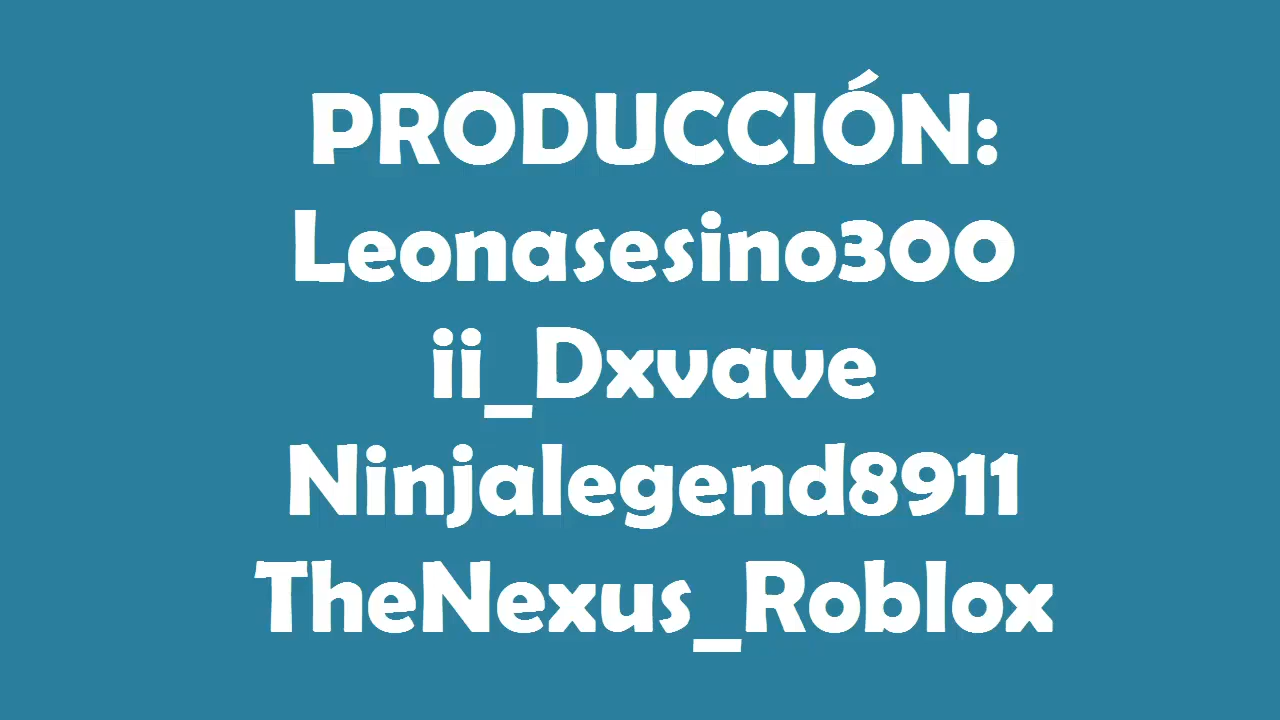 PRODUCCIÓN:
Leonasesino300
ii_Dxvave
Ninjalegend8911
TheNexus_Roblox